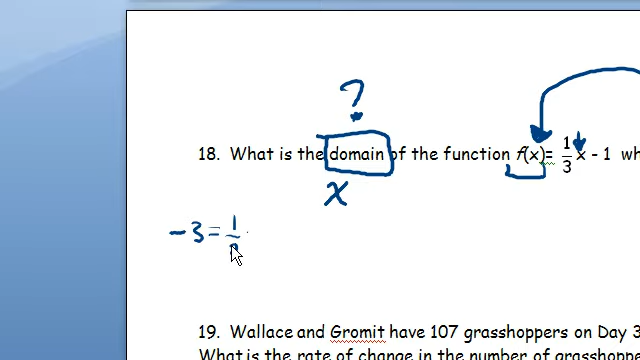 ?
18. What is the domain of the function f(x)= 1/3 x - 1 wh
x
-3 = 1/
19. Wallace and Gromit have 107 grasshoppers on Day 3
What is the rate of change in the number of grasshoppe